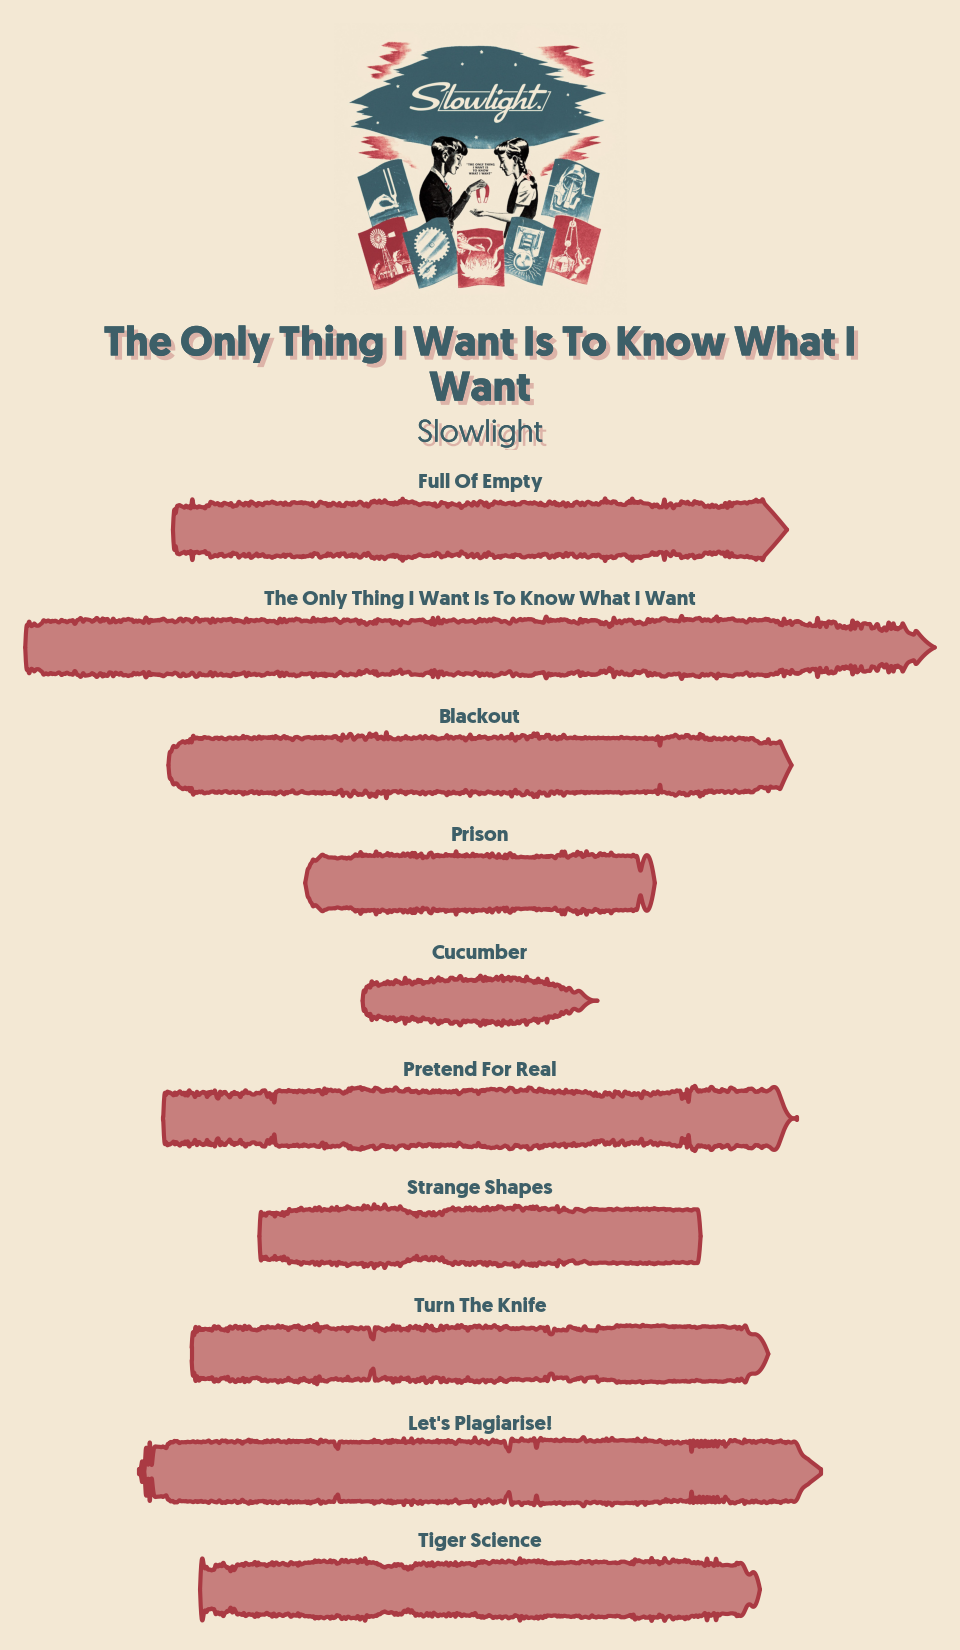 Slowlight.
"THE ONLY THING
I WANT IS
TO KNOW
WHAT I WANT"
The Only Thing I Want Is To Know What I
Want
Slowlight
Full Of Empty
The Only Thing I Want Is To Know What I Want
Blackout
Prison
Cucumber
Pretend For Real
Strange Shapes
Turn The Knife
Let's Plagiarise!
Tiger Science